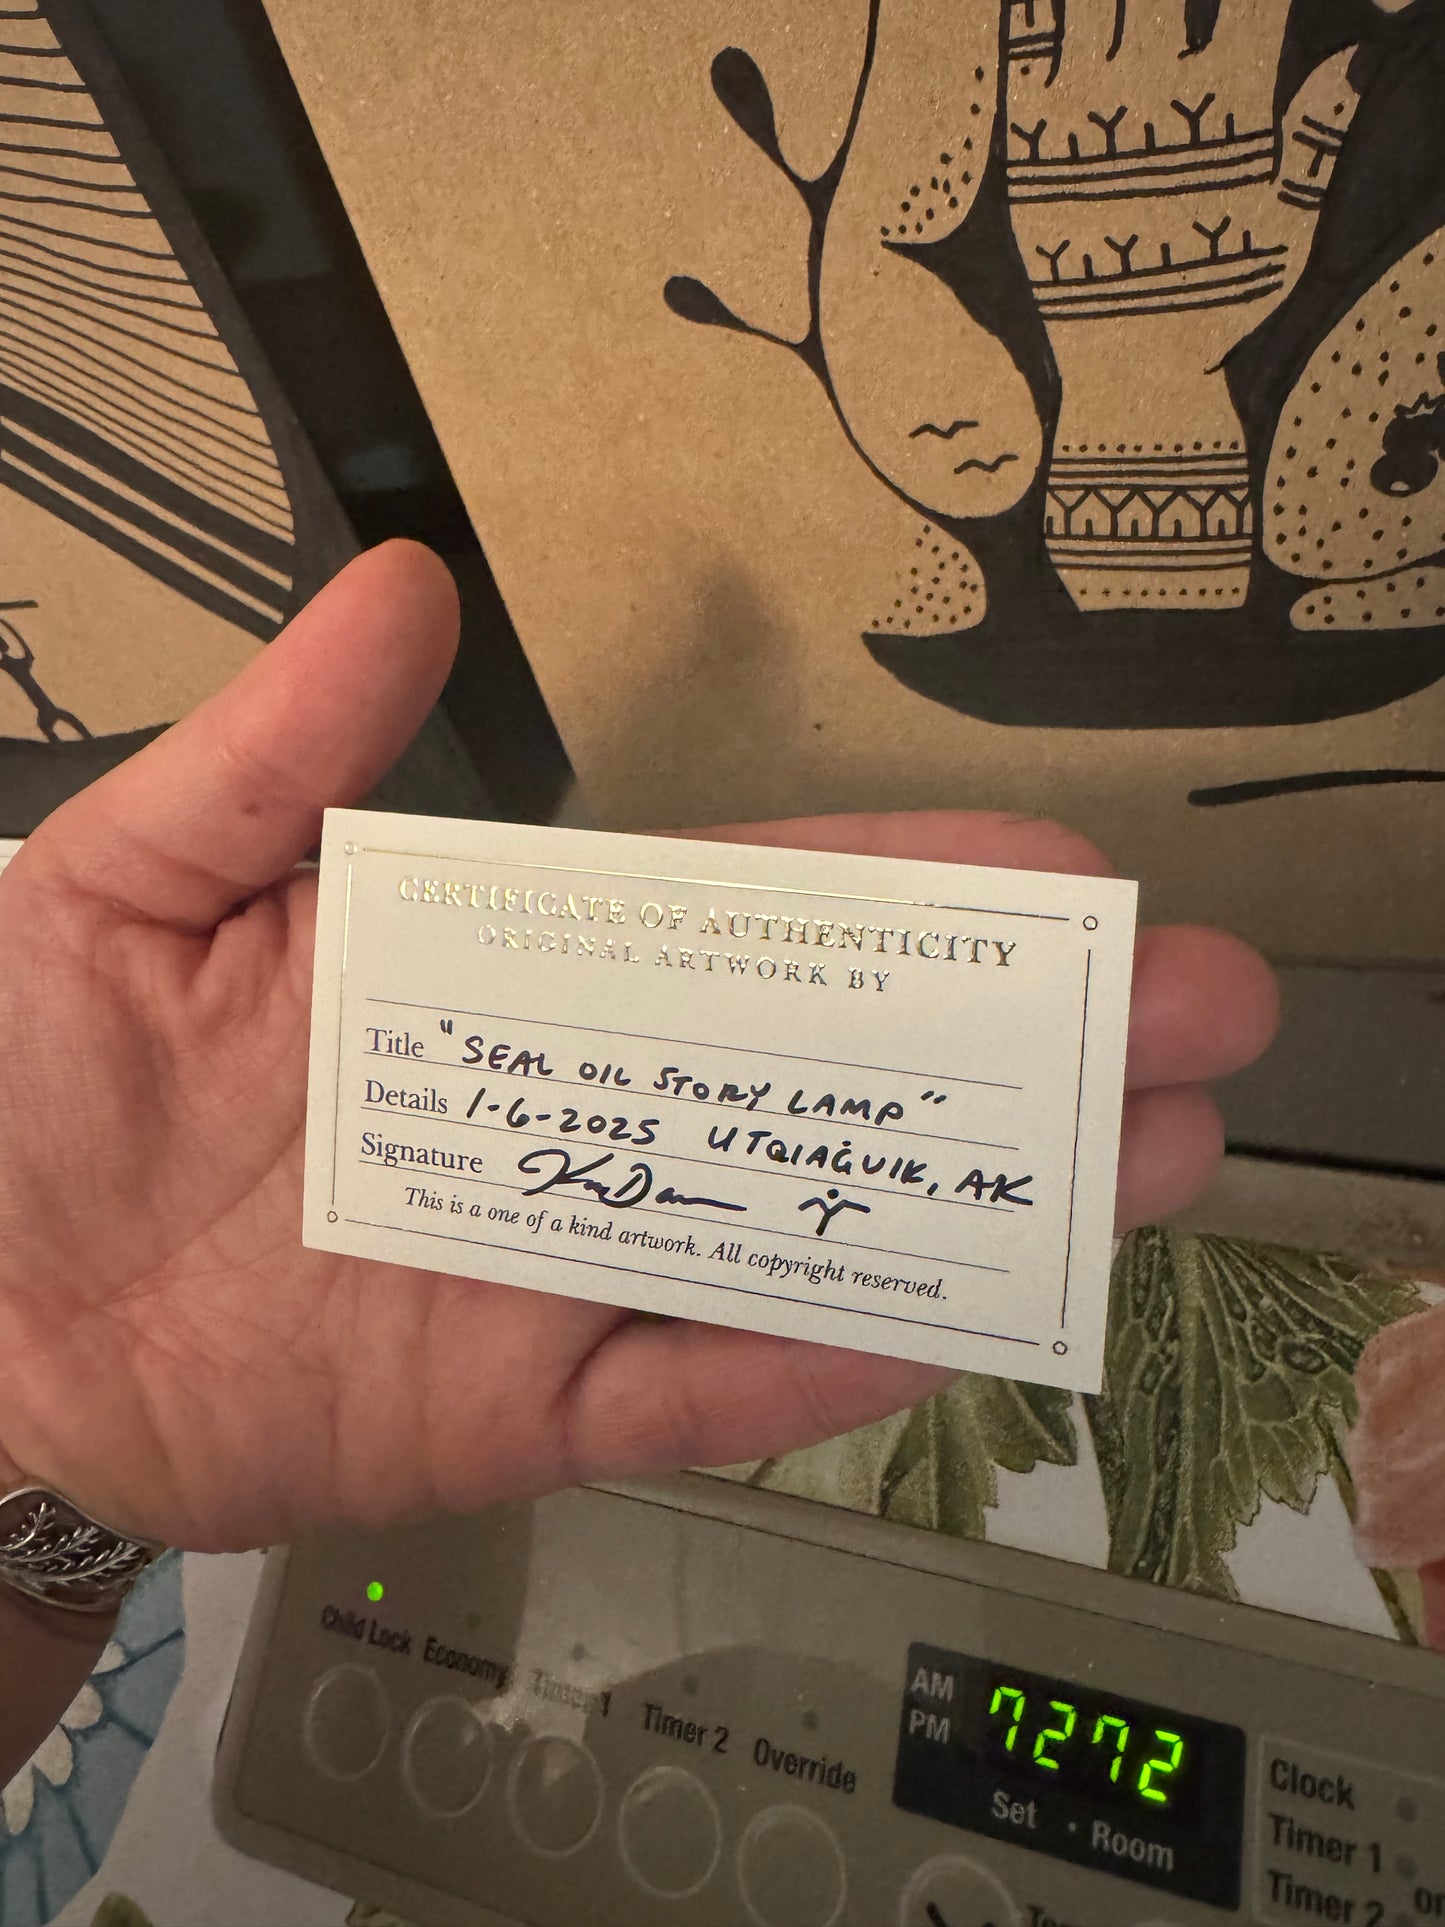 CERTIFICATE OF AUTHENTICITY
ORIGINAL ARTWORK BY
Title "SEAL OIL STORY LAMP"
Details 1-6-2025 UTQIAĠVIK, AK
Signature
This is a one of a kind artwork. All copyright reserved.
Child Lock Economy Timer 1 Timer 2 Override
AM
PM
7272
Set · Room
Clock
Timer 1
Timer 2